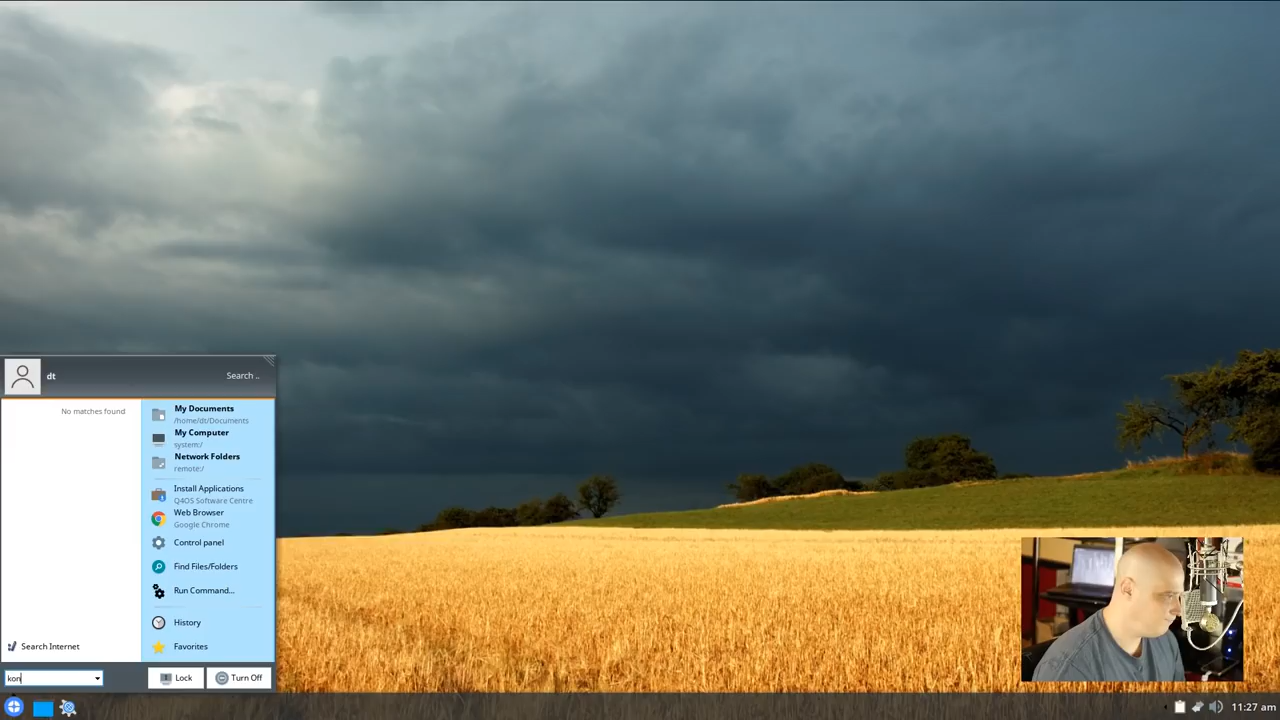 dt
Search ..
No matches found
My Documents
/home/dt/Documents
My Computer
system:/
Network Folders
remote:/
Install Applications
Q4OS Software Centre
Web Browser
Google Chrome
Control panel
Find Files/Folders
Run Command...
History
Favorites
Search Internet
kon
Lock
Turn Off
11:27 am